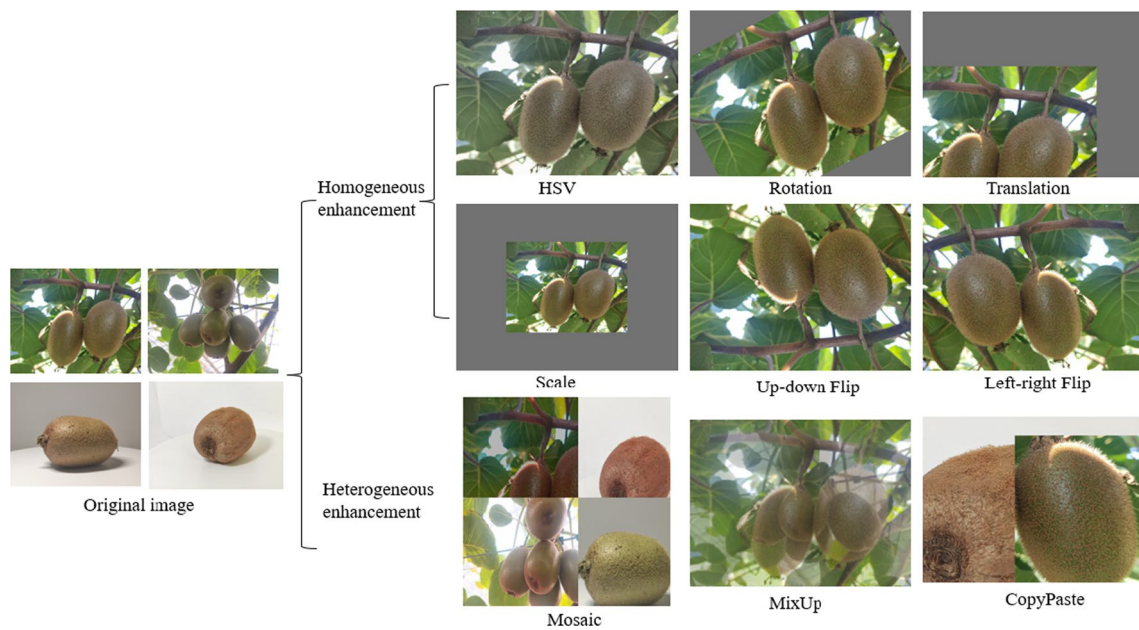 HSV
Rotation
Translation
Homogeneous
enhancement
Scale
Up-down Flip
Left-right Flip
Original image
Heterogeneous
enhancement
Mosaic
MixUp
CopyPaste